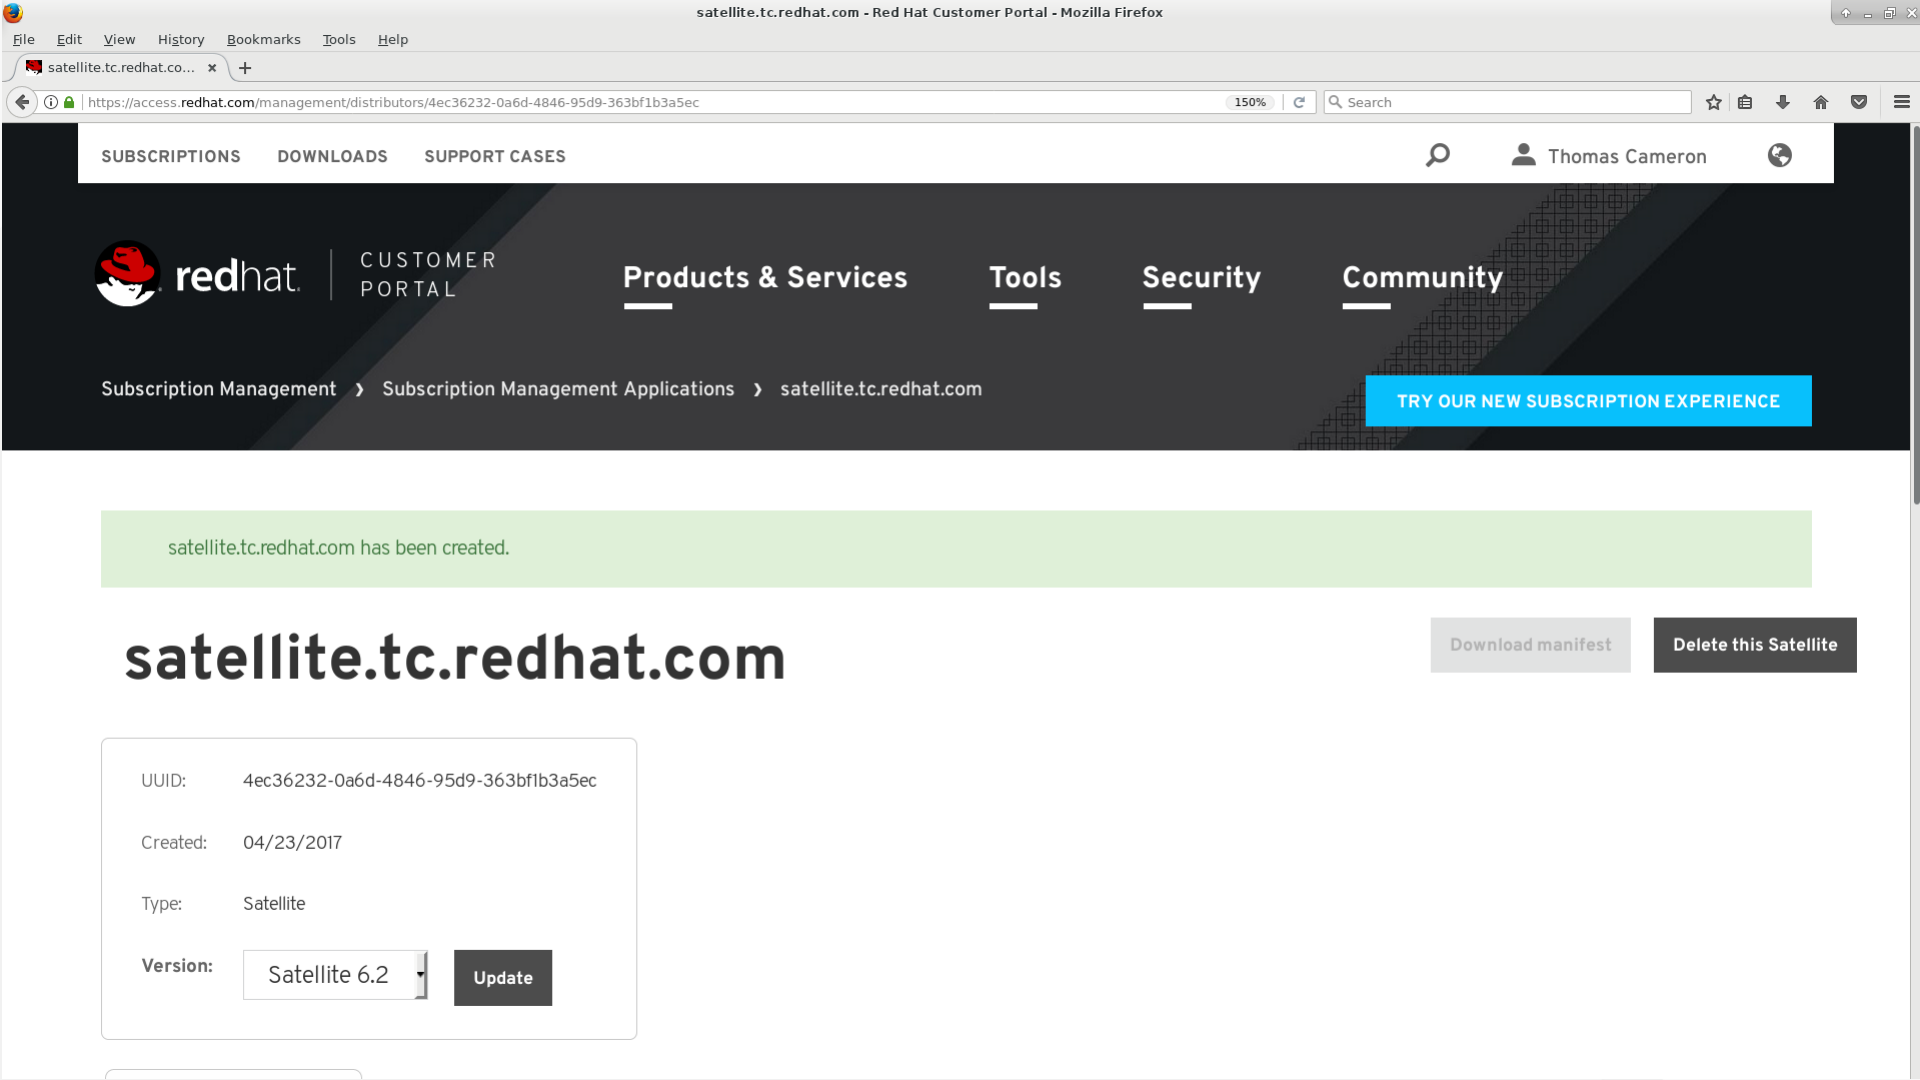 satellite.tc.redhat.com - Red Hat Customer Portal - Mozilla Firefox
File Edit View History Bookmarks Tools Help
satellite.tc.redhat.co...
https://access.redhat.com/management/distributors/4ec36232-0a6d-4846-95d9-363bf1b3a5ec 150% Search
SUBSCRIPTIONS DOWNLOADS SUPPORT CASES Thomas Cameron
redhat. CUSTOMER PORTAL
Products & Services Tools Security Community
Subscription Management › Subscription Management Applications › satellite.tc.redhat.com
TRY OUR NEW SUBSCRIPTION EXPERIENCE
satellite.tc.redhat.com has been created.
satellite.tc.redhat.com
Download manifest Delete this Satellite
UUID: 4ec36232-0a6d-4846-95d9-363bf1b3a5ec
Created: 04/23/2017
Type: Satellite
Version: Satellite 6.2 Update